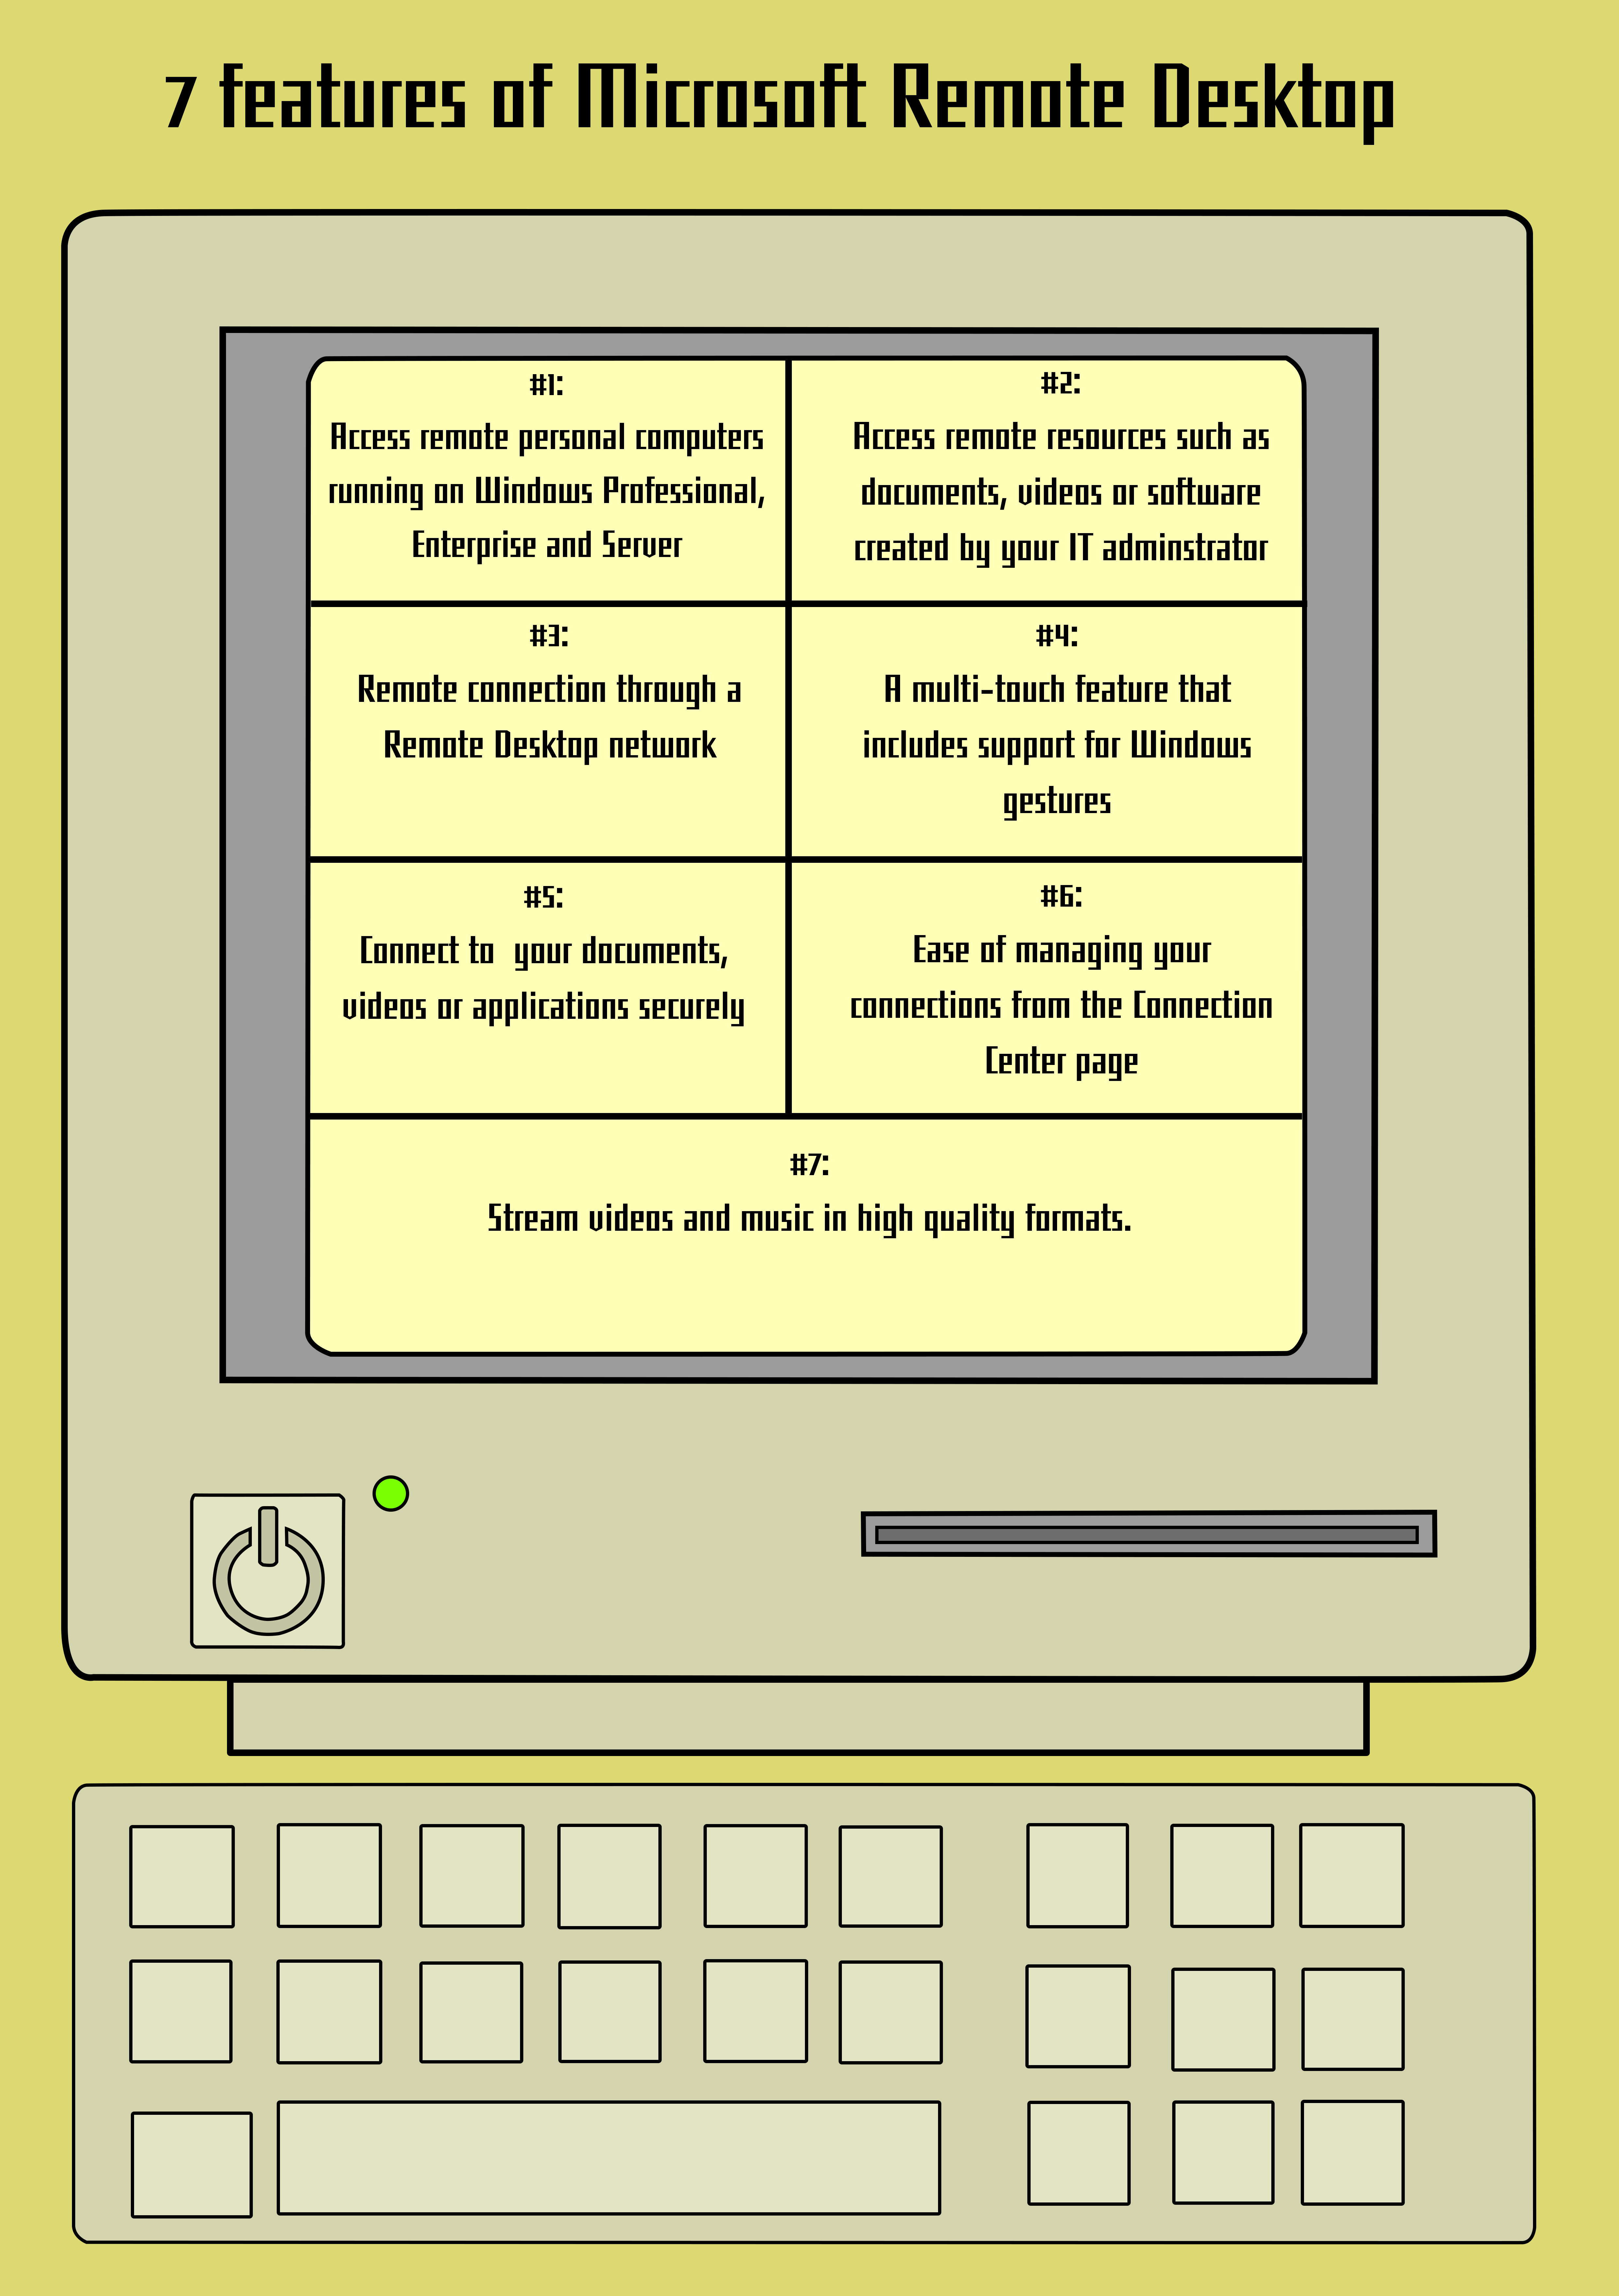 7 features of Microsoft Remote Desktop
#1:
Access remote personal computers
running on Windows Professional,
Enterprise and Server
#2:
Access remote resources such as
documents, videos or software
created by your IT adminstrator
#3:
Remote connection through a
Remote Desktop network
#4:
A multi-touch feature that
includes support for Windows
gestures
#5:
Connect to  your documents,
videos or applications securely
#6:
Ease of managing your
connections from the Connection
Center page
#7:
Stream videos and music in high quality formats.